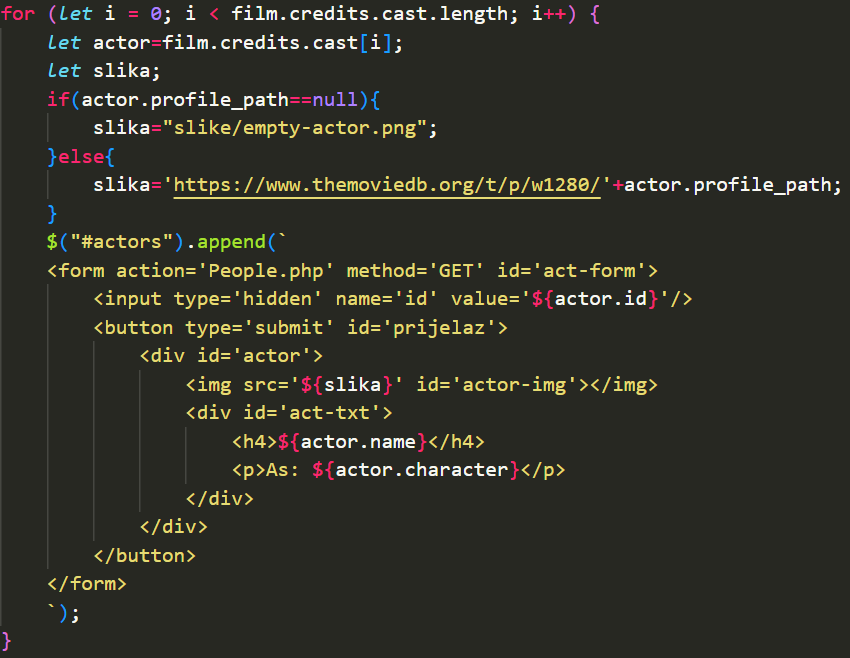 for (let i = 0; i < film.credits.cast.length; i++) {
    let actor=film.credits.cast[i];
    let slika;
    if(actor.profile_path==null){
        slika="slike/empty-actor.png";
    }else{
        slika='https://www.themoviedb.org/t/p/w1280/'+actor.profile_path;
    }
    $("#actors").append(`
    <form action='People.php' method='GET' id='act-form'>
        <input type='hidden' name='id' value='${actor.id}'/>
        <button type='submit' id='prijelaz'>
            <div id='actor'>
                <img src='${slika}' id='actor-img'></img>
                <div id='act-txt'>
                    <h4>${actor.name}</h4>
                    <p>As: ${actor.character}</p>
                </div>
            </div>
        </button>
    </form>
    `);
}